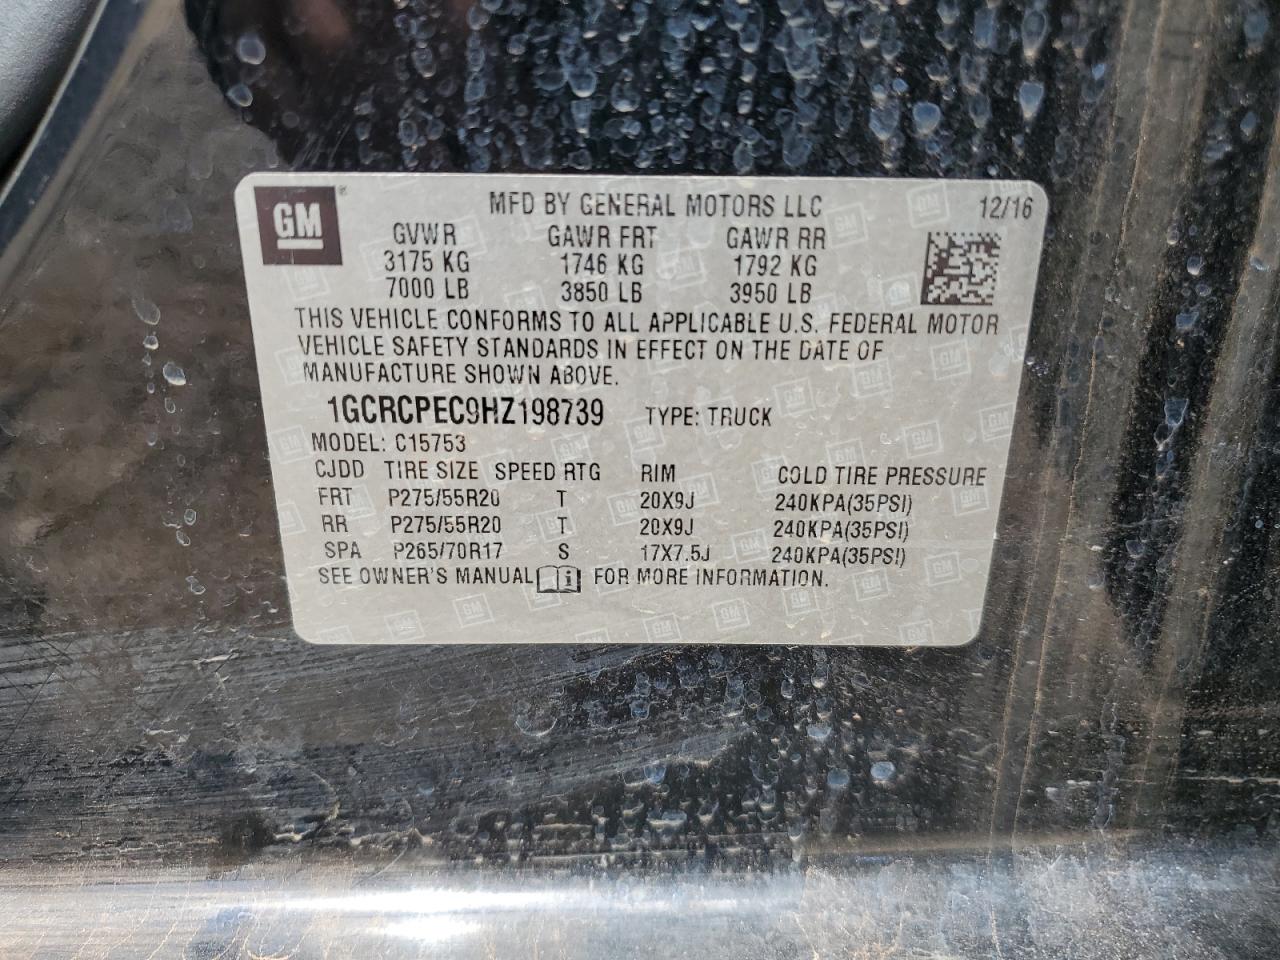 GM ®
MFD BY GENERAL MOTORS LLC 12/16
GVWR GAWR FRT GAWR RR
3175 KG 1746 KG 1792 KG
7000 LB 3850 LB 3950 LB
THIS VEHICLE CONFORMS TO ALL APPLICABLE U.S. FEDERAL MOTOR
VEHICLE SAFETY STANDARDS IN EFFECT ON THE DATE OF
MANUFACTURE SHOWN ABOVE.
1GCRCPEC9HZ198739 TYPE: TRUCK
MODEL: C15753
CJDD TIRE SIZE SPEED RTG RIM COLD TIRE PRESSURE
FRT P275/55R20 T 20X9J 240KPA(35PSI)
RR P275/55R20 T 20X9J 240KPA(35PSI)
SPA P265/70R17 S 17X7.5J 240KPA(35PSI)
SEE OWNER'S MANUAL FOR MORE INFORMATION.